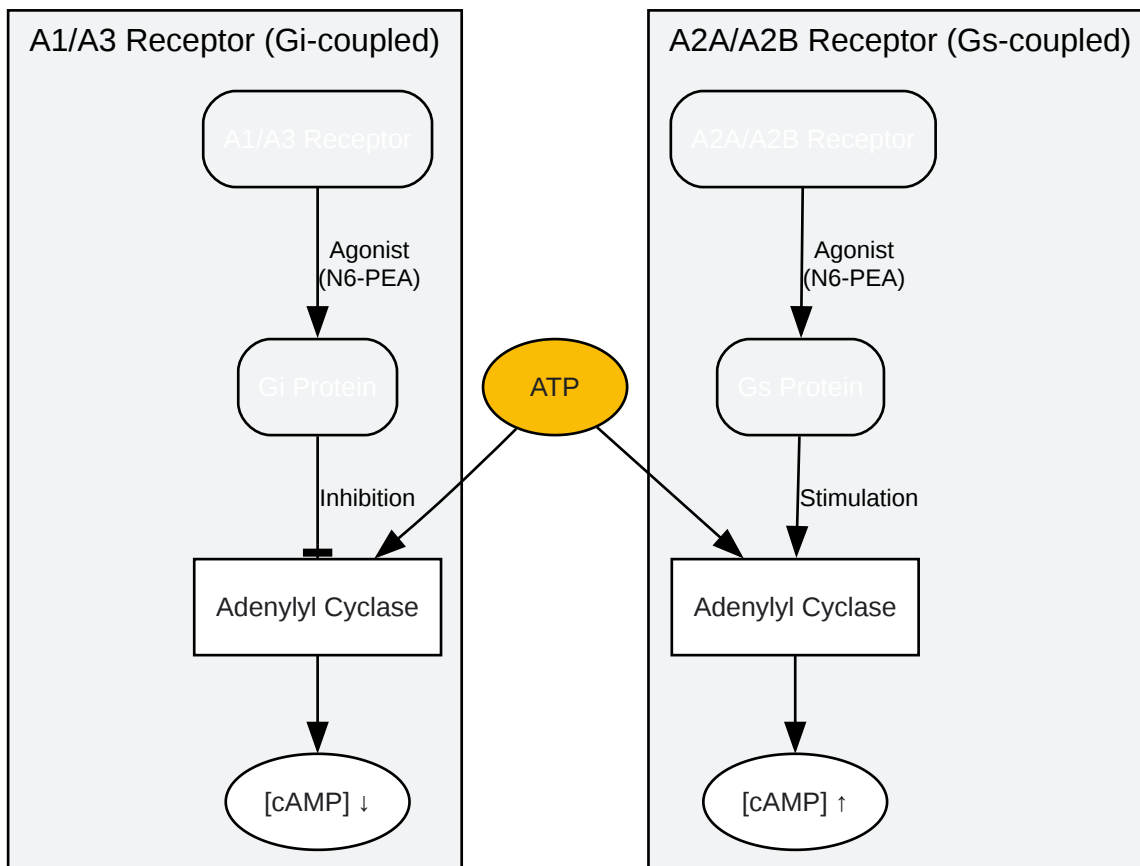 A1/A3 Receptor (Gi-coupled)
A2A/A2B Receptor (Gs-coupled)
A1/A3 Receptor
A2A/A2B Receptor
Agonist
(N6-PEA)
Agonist
(N6-PEA)
Gi Protein
ATP
Gs Protein
Inhibition
Stimulation
Adenylyl Cyclase
Adenylyl Cyclase
[cAMP] ↓
[cAMP] ↑